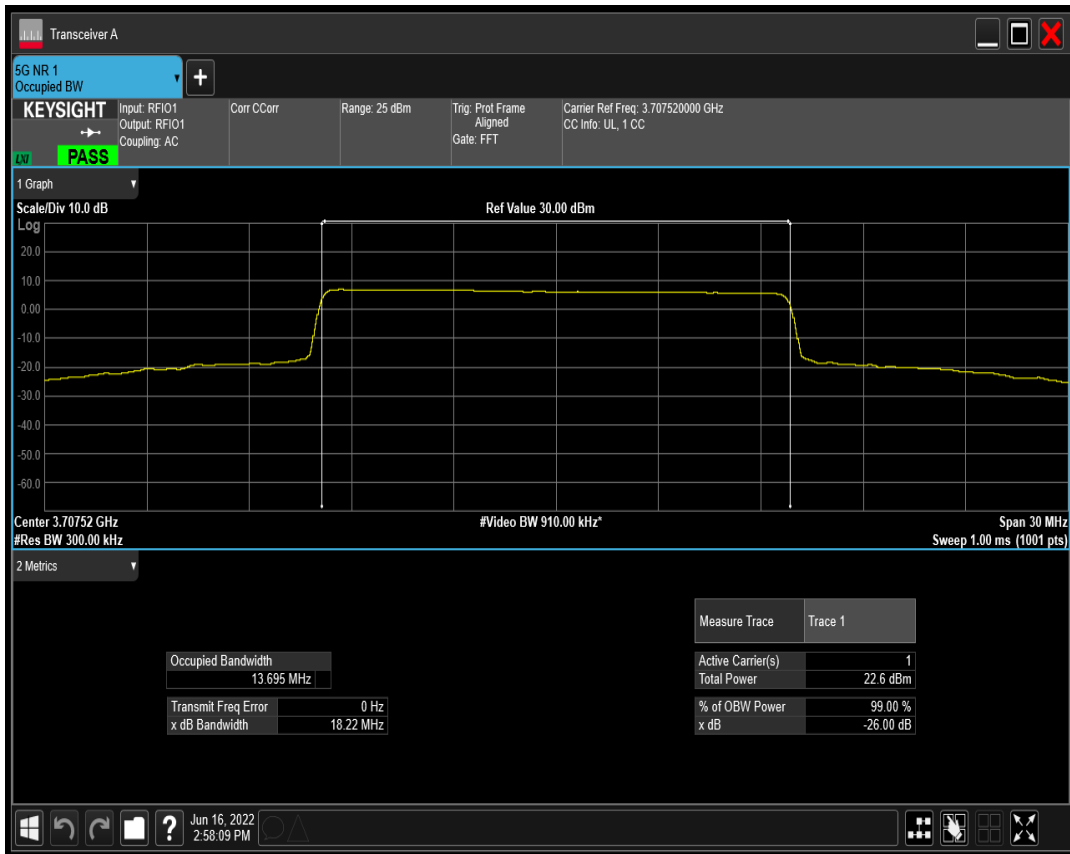 Transceiver A
5G NR 1
Occupied BW
+
KEYSIGHT
LXI
PASS
Input: RFIO1
Output: RFIO1
Coupling: AC
Corr CCorr
Range: 25 dBm
Trig: Prot Frame
Aligned
Gate: FFT
Carrier Ref Freq: 3.707520000 GHz
CC Info: UL, 1 CC
1 Graph
Scale/Div 10.0 dB
Ref Value 30.00 dBm
Log
20.0
10.0
0.00
-10.0
-20.0
-30.0
-40.0
-50.0
-60.0
Center 3.70752 GHz
#Video BW 910.00 kHz*
Span 30 MHz
#Res BW 300.00 kHz
Sweep 1.00 ms (1001 pts)
2 Metrics
Measure Trace Trace 1
Occupied Bandwidth
13.695 MHz
Active Carrier(s) 1
Total Power 22.6 dBm
Transmit Freq Error 0 Hz
x dB Bandwidth 18.22 MHz
% of OBW Power 99.00 %
x dB -26.00 dB
?
Jun 16, 2022
2:58:09 PM